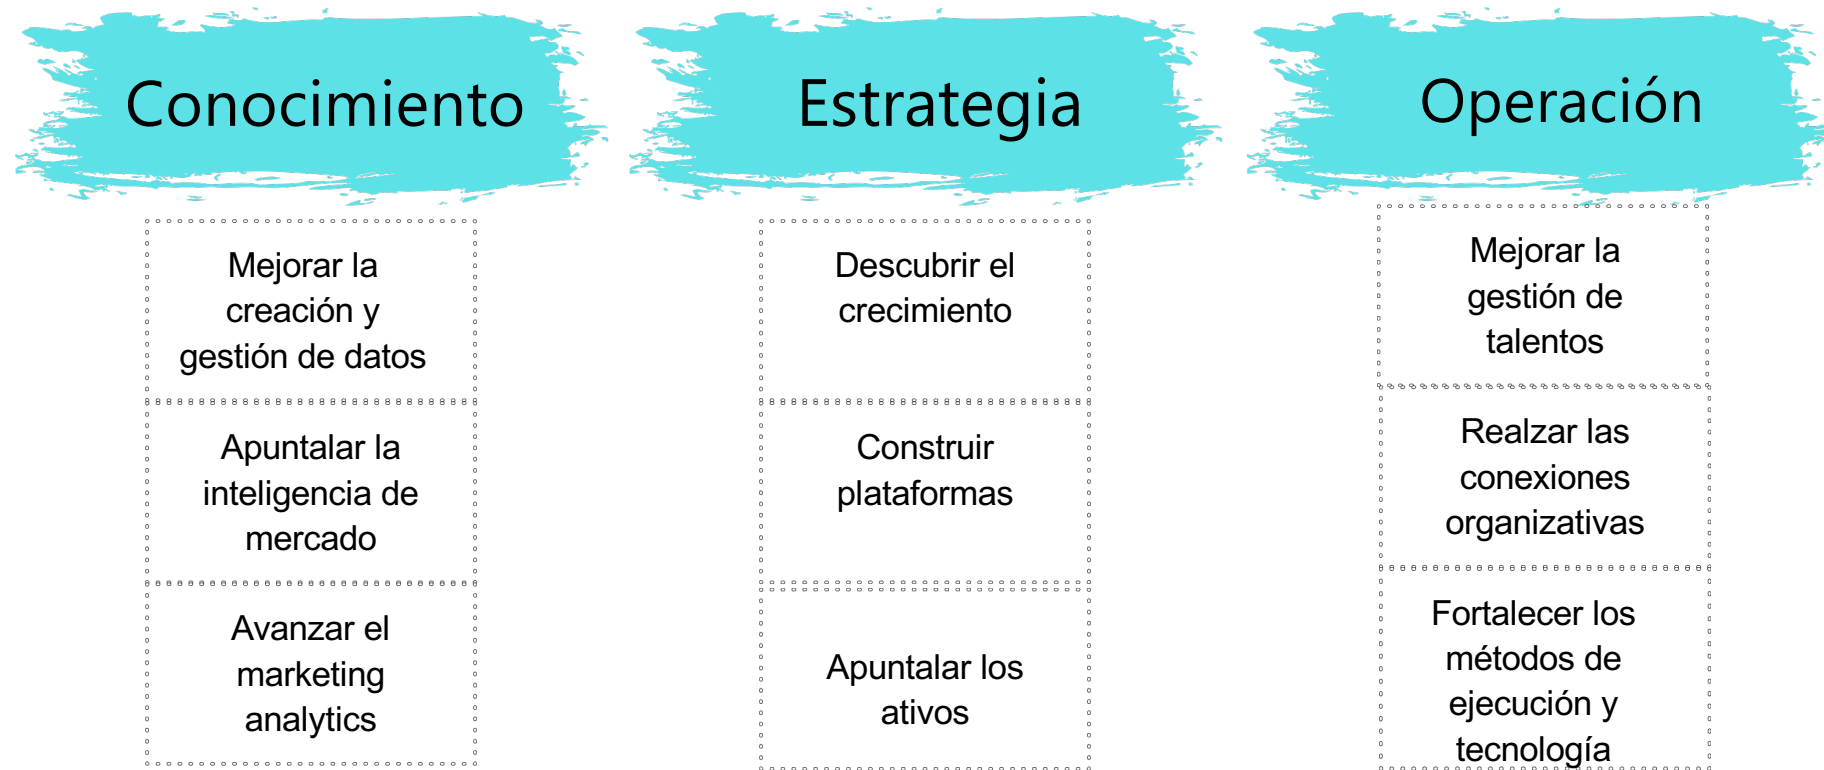 Conocimiento
Mejorar la
creación y
gestión de datos
Apuntalar la
inteligencia de
mercado
Avanzar el
marketing
analytics
Estrategia
Descubrir el
crecimiento
Construir
plataformas
Apuntalar los
ativos
Operación
Mejorar la
gestión de
talentos
Realzar las
conexiones
organizativas
Fortalecer los
métodos de
ejecución y
tecnología